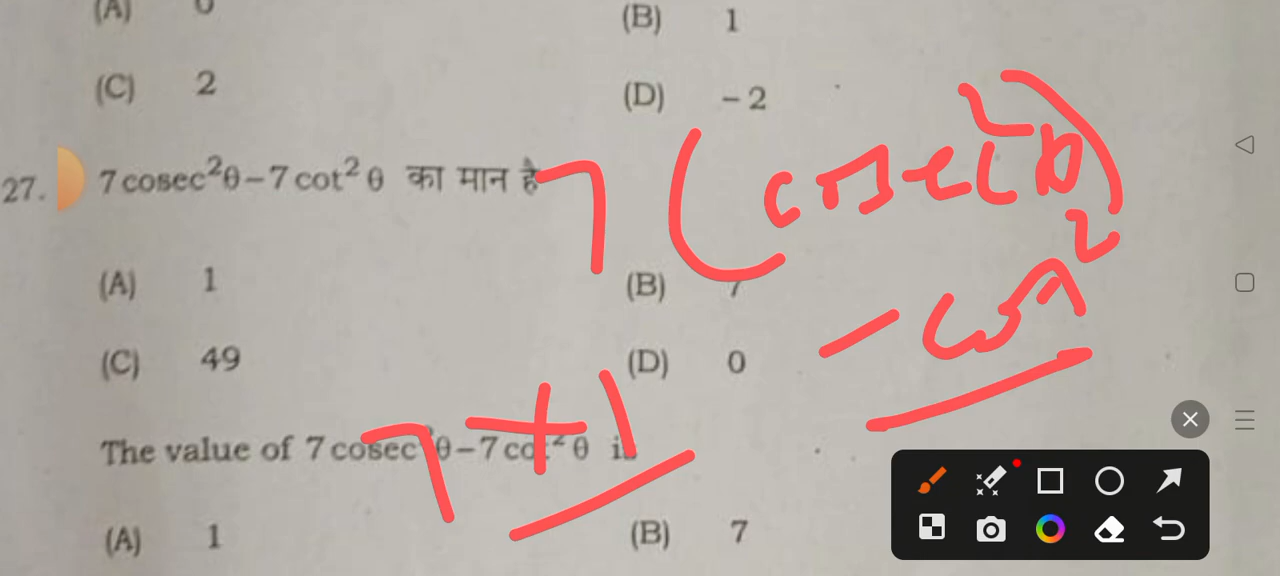 (A) 0 (B) 1
(C) 2 (D) – 2
27. 7 cosec²θ – 7 cot² θ का मान है
7 (cosec²θ)
(A) 1 (B) 7
– cot²
(C) 49 (D) 0
7 + 1
The value of 7 cosec²θ – 7 cot² θ is
(A) 1 (B) 7